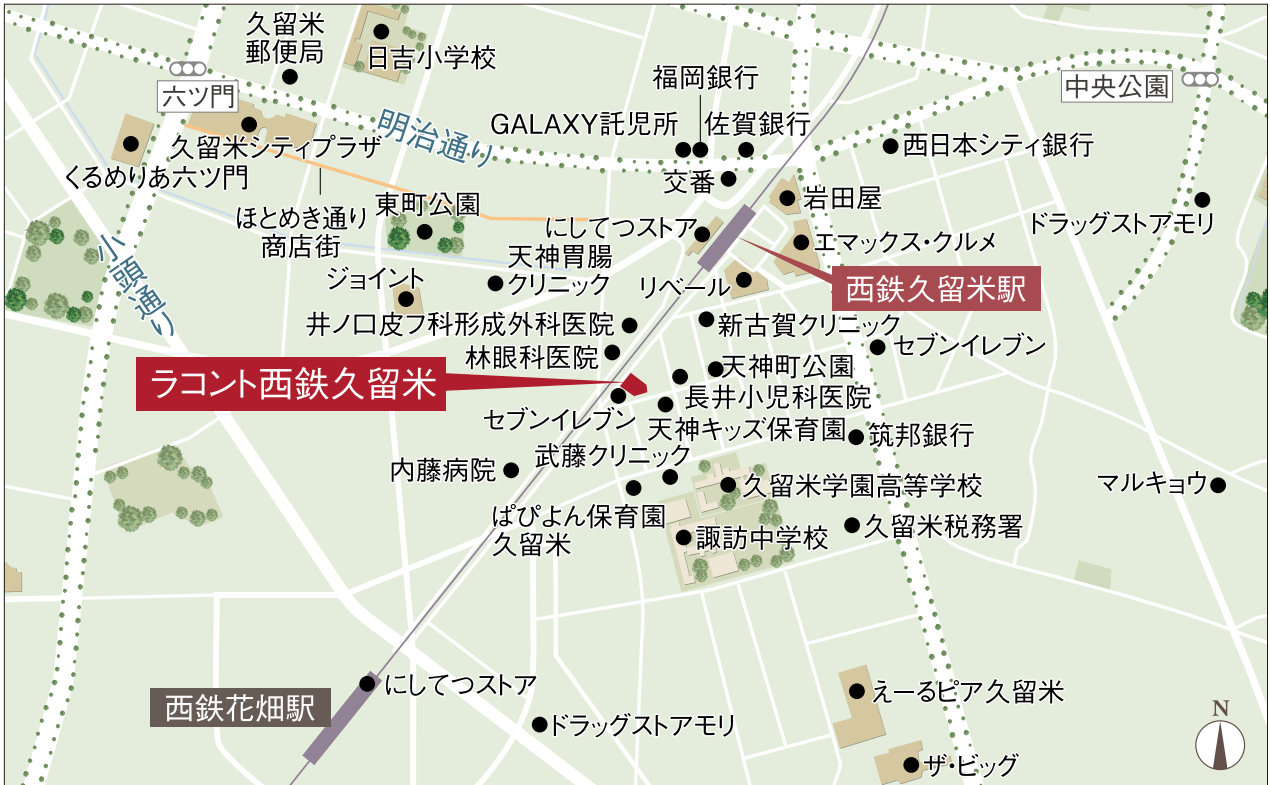 久留米
郵便局
日吉小学校
六ツ門
福岡銀行
中央公園
明治通り
GALAXY託児所
佐賀銀行
久留米シティプラザ
西日本シティ銀行
くるめりあ六ツ門
交番
岩田屋
東町公園
ほとめき通り
商店街
にしてつストア
ドラッグストアモリ
エマックス・クルメ
小頭通り
天神胃腸
クリニック
ジョイント
リベール
西鉄久留米駅
井ノ口皮フ科形成外科医院
新古賀クリニック
林眼科医院
セブンイレブン
ラコント西鉄久留米
天神町公園
長井小児科医院
セブンイレブン
天神キッズ保育園
筑邦銀行
武藤クリニック
内藤病院
久留米学園高等学校
マルキョウ
ぱぴよん保育園
久留米
久留米税務署
諏訪中学校
にしてつストア
西鉄花畑駅
えーるピア久留米
ドラッグストアモリ
N
ザ・ビッグ